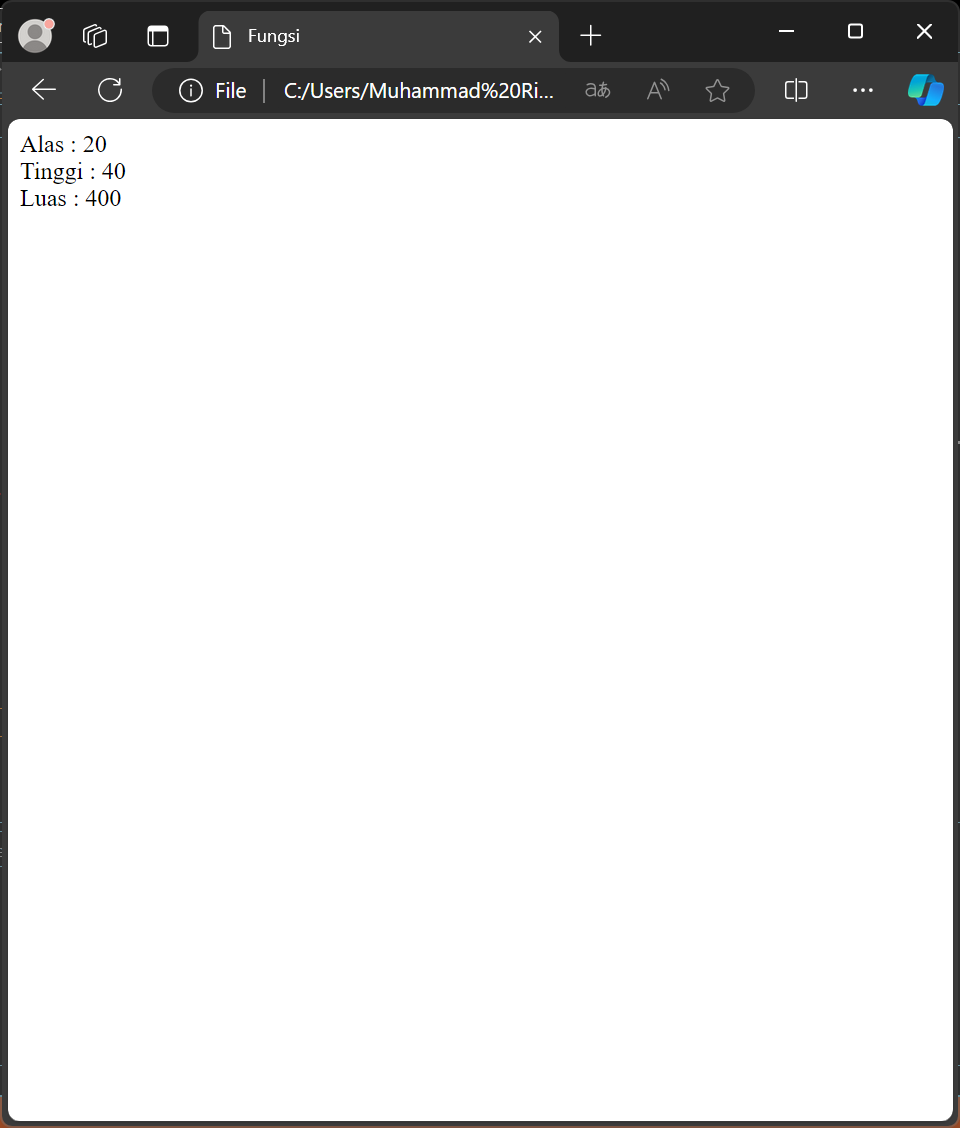 Fungsi
File
C:/Users/Muhammad%20Ri...
Alas : 20
Tinggi : 40
Luas : 400